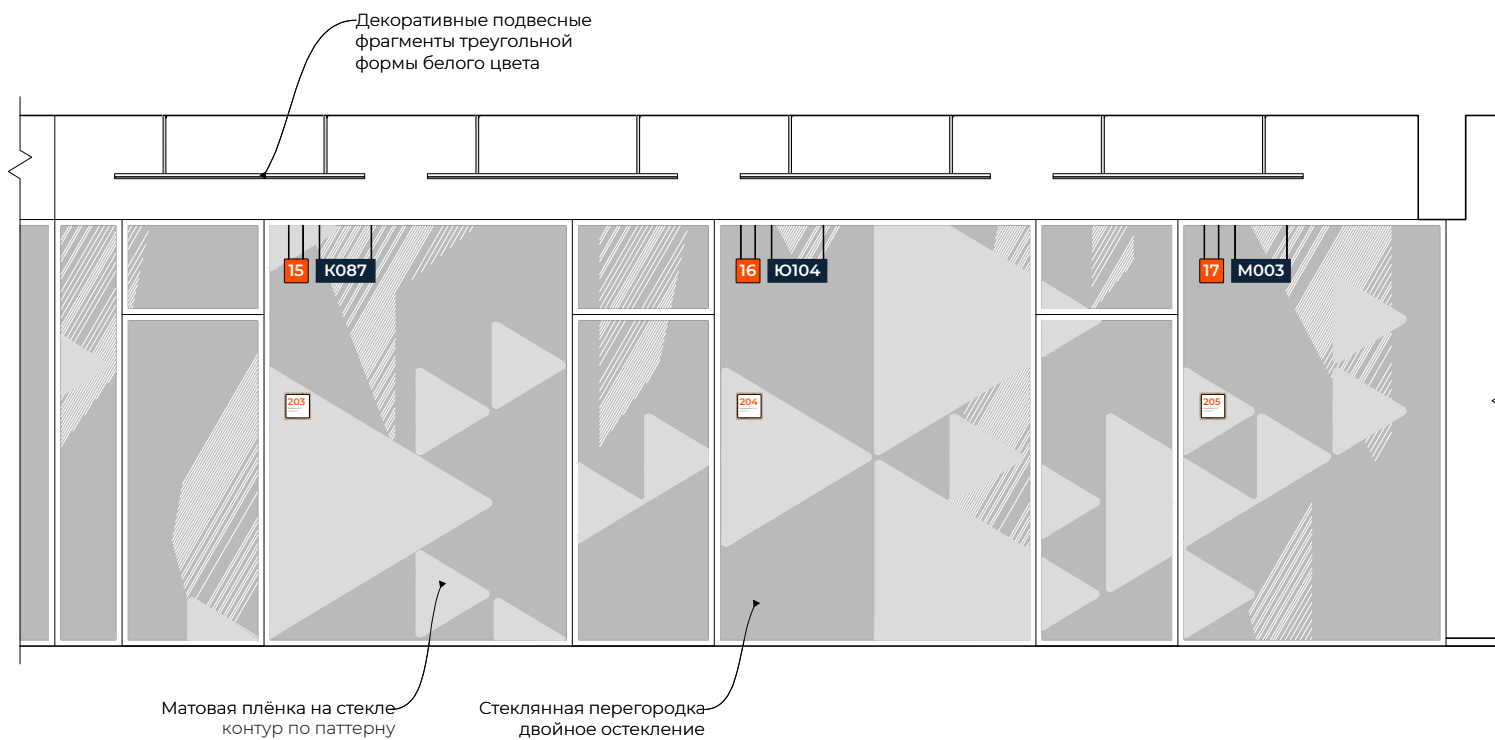 Декоративные подвесные
фрагменты треугольной
формы белого цвета
15 К087
16 Ю104
17 М003
203
204
205
Матовая плёнка на стекле
контур по паттерну
Стеклянная перегородка
двойное остекление